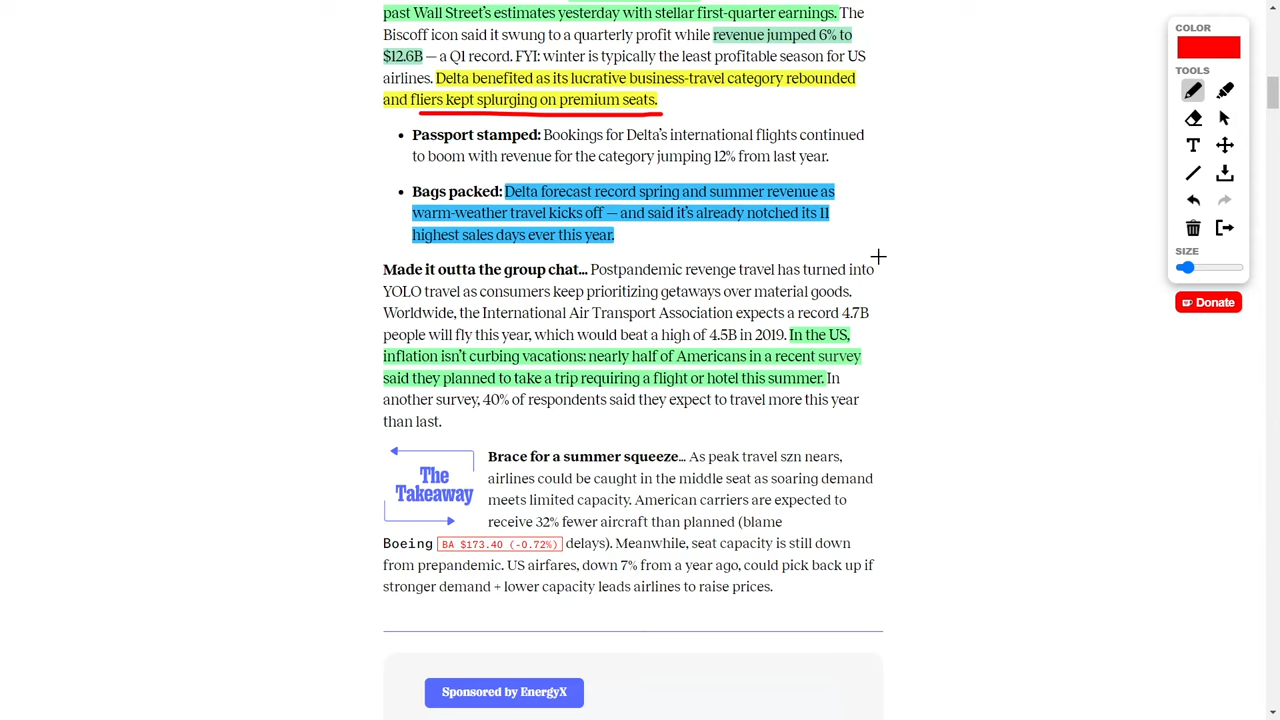 past Wall Street's estimates yesterday with stellar first-quarter earnings. The
Biscoff icon said it swung to a quarterly profit while revenue jumped 6% to
$12.6B — a Q1 record. FYI: winter is typically the least profitable season for US
airlines. Delta benefited as its lucrative business-travel category rebounded
and fliers kept splurging on premium seats.
• Passport stamped: Bookings for Delta's international flights continued
to boom with revenue for the category jumping 12% from last year.
• Bags packed: Delta forecast record spring and summer revenue as
warm-weather travel kicks off — and said it's already notched its 11
highest sales days ever this year.
Made it outta the group chat... Postpandemic revenge travel has turned into
YOLO travel as consumers keep prioritizing getaways over material goods.
Worldwide, the International Air Transport Association expects a record 4.7B
people will fly this year, which would beat a high of 4.5B in 2019. In the US,
inflation isn't curbing vacations: nearly half of Americans in a recent survey
said they planned to take a trip requiring a flight or hotel this summer. In
another survey, 40% of respondents said they expect to travel more this year
than last.
The
Takeaway
Brace for a summer squeeze... As peak travel szn nears,
airlines could be caught in the middle seat as soaring demand
meets limited capacity. American carriers are expected to
receive 32% fewer aircraft than planned (blame
Boeing BA $173.40 (-0.72%) delays). Meanwhile, seat capacity is still down
from prepandemic. US airfares, down 7% from a year ago, could pick back up if
stronger demand + lower capacity leads airlines to raise prices.
Sponsored by EnergyX
COLOR
TOOLS
T
SIZE
Donate